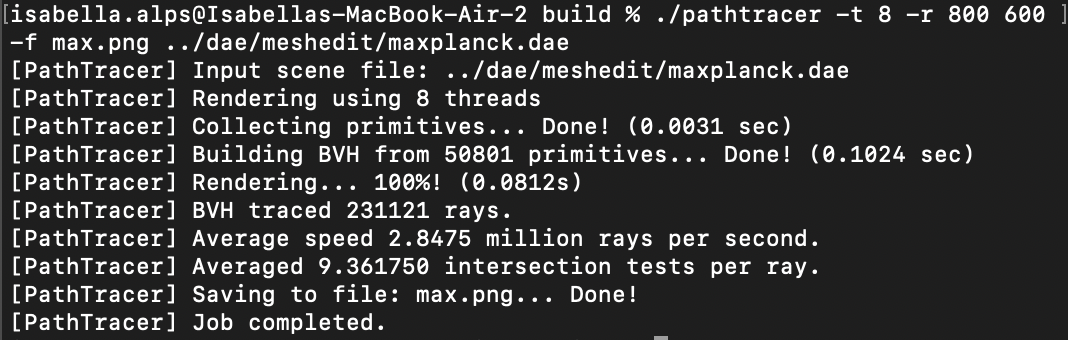 [isabella.alps@Isabellas-MacBook-Air-2 build % ./pathtracer -t 8 -r 800 600 ]
-f max.png ../dae/meshedit/maxplanck.dae
[PathTracer] Input scene file: ../dae/meshedit/maxplanck.dae
[PathTracer] Rendering using 8 threads
[PathTracer] Collecting primitives... Done! (0.0031 sec)
[PathTracer] Building BVH from 50801 primitives... Done! (0.1024 sec)
[PathTracer] Rendering... 100%! (0.0812s)
[PathTracer] BVH traced 231121 rays.
[PathTracer] Average speed 2.8475 million rays per second.
[PathTracer] Averaged 9.361750 intersection tests per ray.
[PathTracer] Saving to file: max.png... Done!
[PathTracer] Job completed.